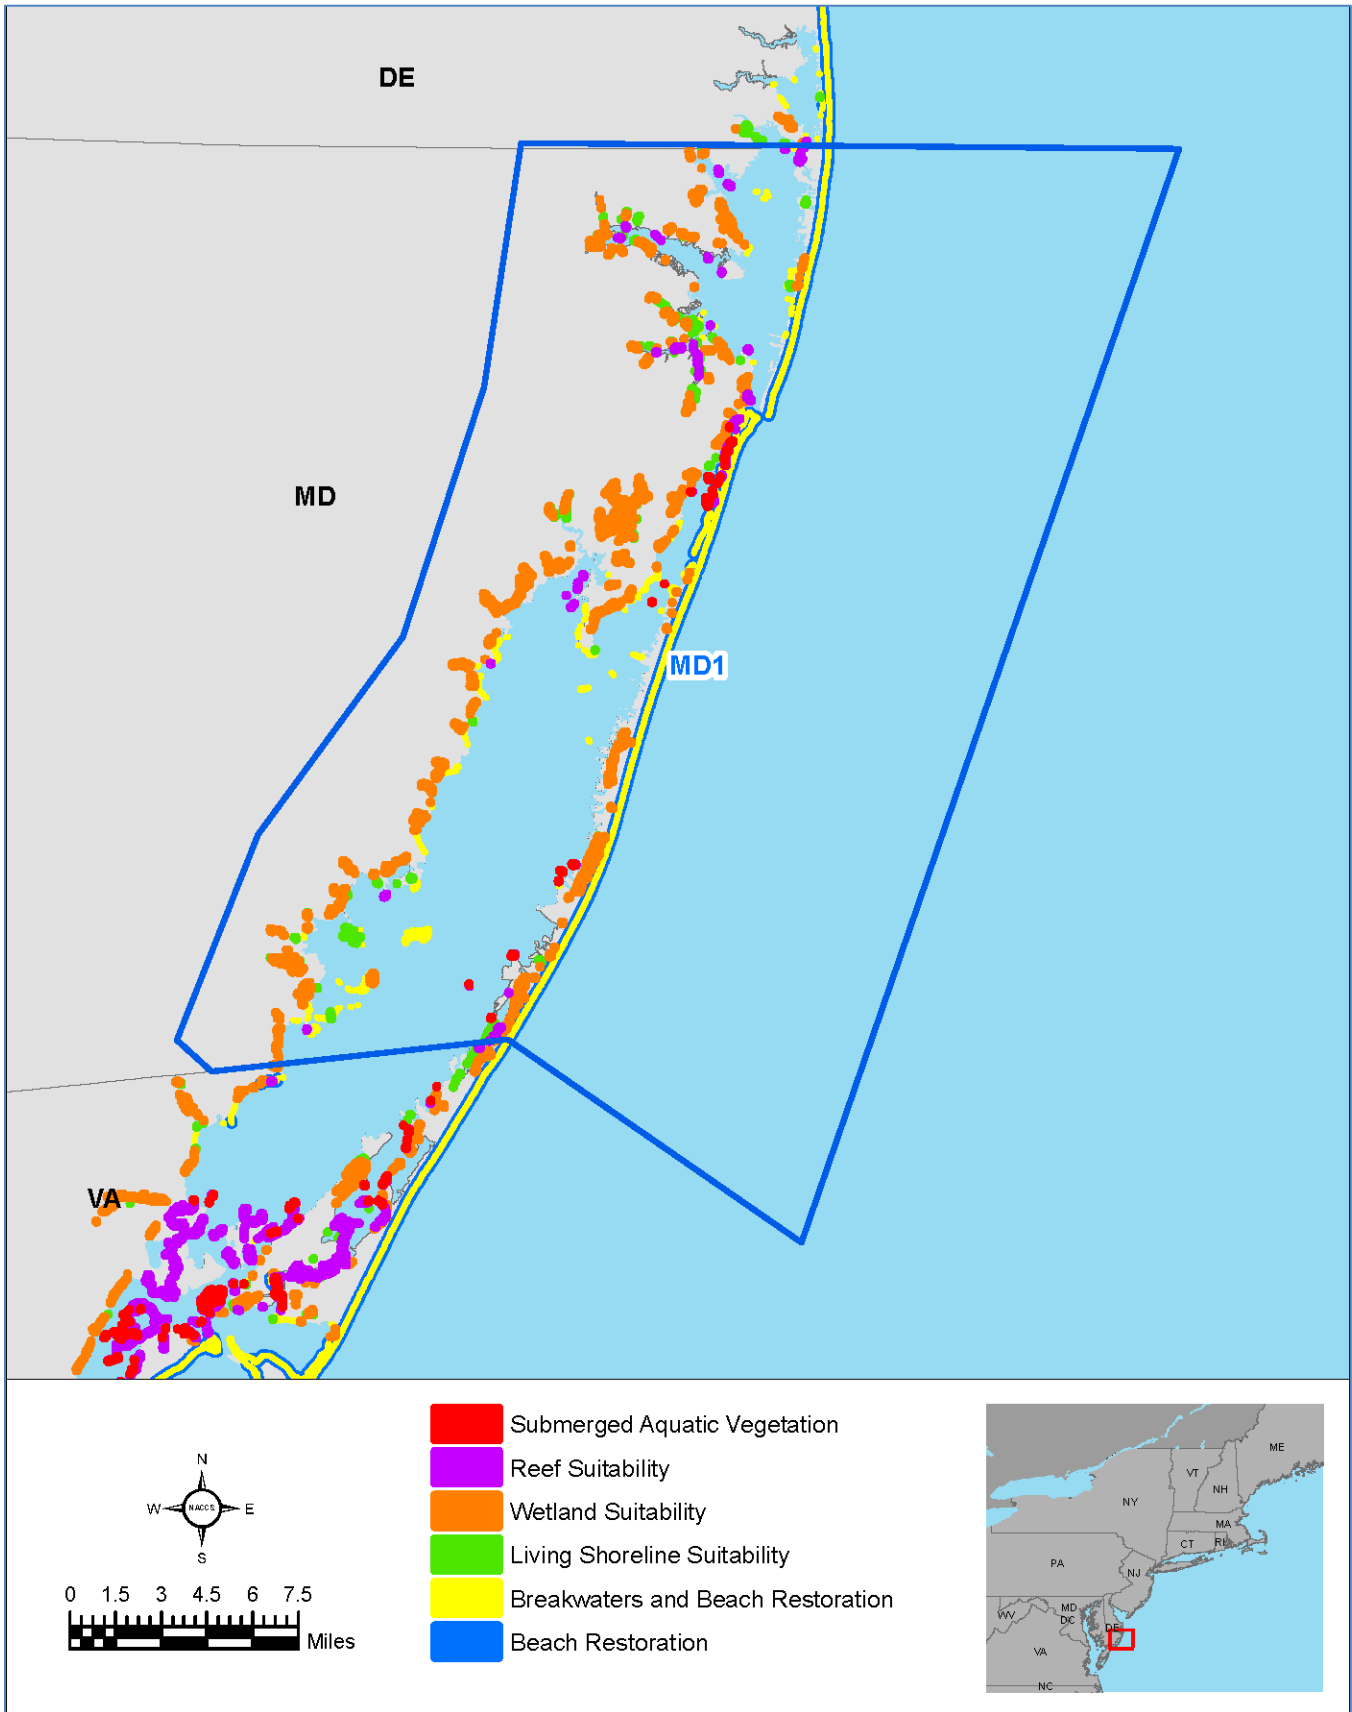 DE
MD
MD1
VA
N
W NACCS E
S
0 1.5 3 4.5 6 7.5
Miles
Submerged Aquatic Vegetation
Reef Suitability
Wetland Suitability
Living Shoreline Suitability
Breakwaters and Beach Restoration
Beach Restoration
ME
VT
NH
NY
MA
CT
RI
PA
NJ
MD
WV
DC
DE
VA
NC